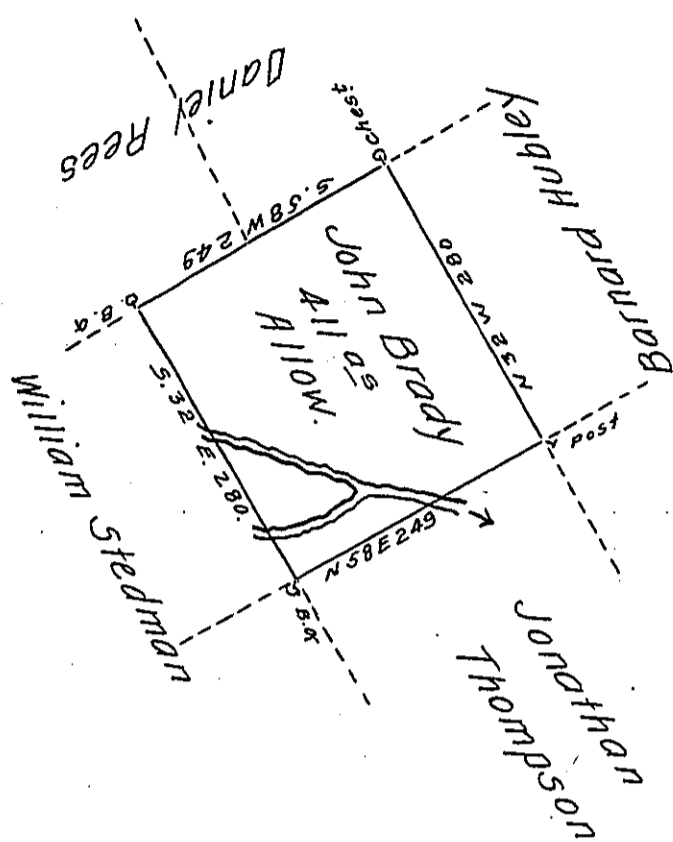 Daniel Rees
Barnard Hubley
chest
S. 58 W 249
John Brady
411 as
Allow.
N 32 W 280
B. a
post
William Stedman
S. 32 E. 280.
N 58 E 249
B. a
Jonathan
Thompson